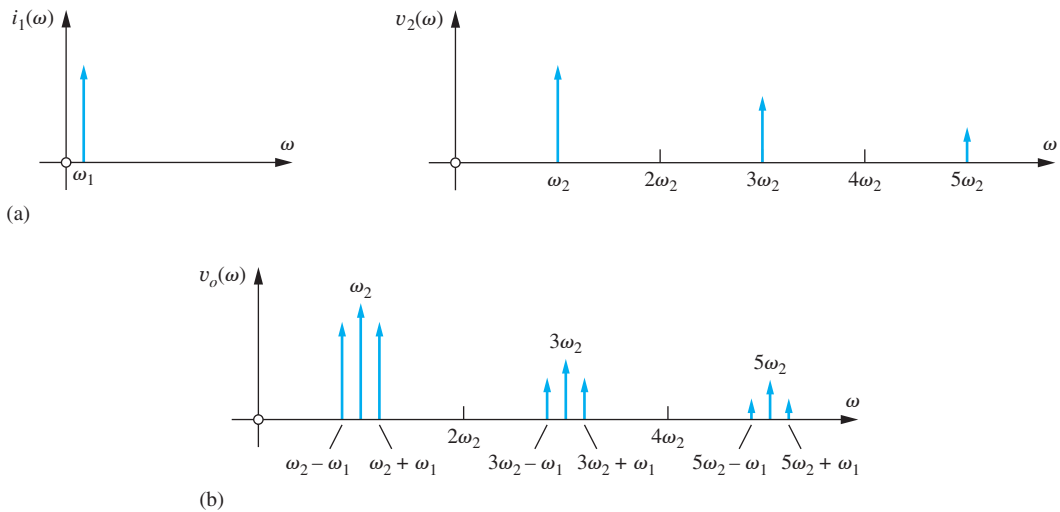 i₁(ω)
v₂(ω)
ω
ω
ω₁
ω₂
2ω₂
3ω₂
4ω₂
5ω₂
(a)
vₒ(ω)
ω₂
3ω₂
5ω₂
ω
2ω₂
4ω₂
ω₂ − ω₁
ω₂ + ω₁
3ω₂ − ω₁
3ω₂ + ω₁
5ω₂ − ω₁
5ω₂ + ω₁
(b)